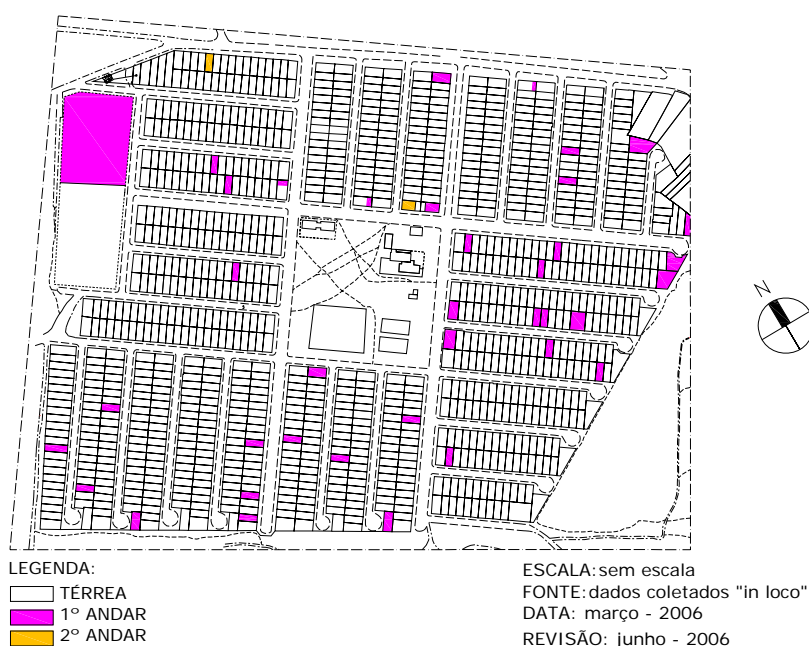 N
LEGENDA:
TÉRREA
1º ANDAR
2º ANDAR
ESCALA: sem escala
FONTE: dados coletados "in loco"
DATA: março - 2006
REVISÃO: junho - 2006